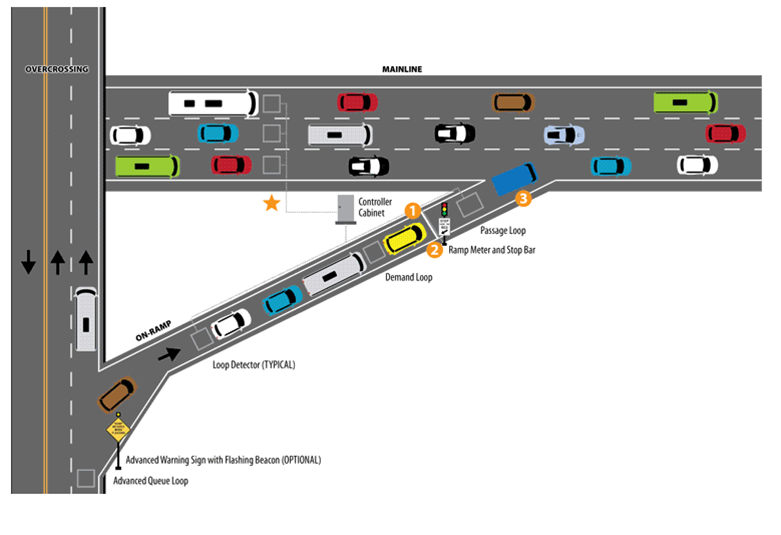 OVERCROSSING
MAINLINE
Controller
Cabinet
1
3
Passage Loop
2
Ramp Meter and Stop Bar
Demand Loop
ON-RAMP
Loop Detector (TYPICAL)
Advanced Warning Sign with Flashing Beacon (OPTIONAL)
Advanced Queue Loop